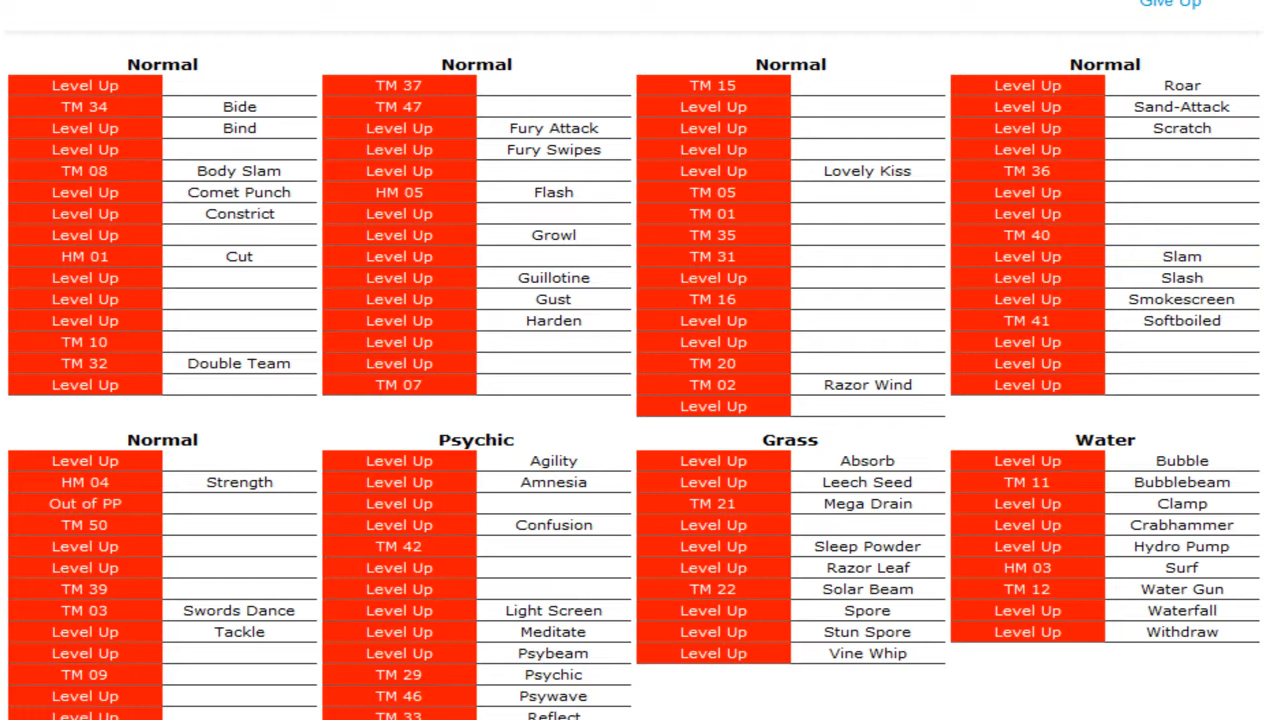 Give Up
Normal Normal Normal Normal
Level Up TM 37 TM 15 Level Up Roar
TM 34 Bide TM 47 Level Up Level Up Sand-Attack
Level Up Bind Level Up Fury Attack Level Up Level Up Scratch
Level Up Level Up Fury Swipes Level Up Level Up
TM 08 Body Slam Level Up Level Up Lovely Kiss TM 36
Level Up Comet Punch HM 05 Flash TM 05 Level Up
Level Up Constrict Level Up TM 01 Level Up
Level Up Level Up Growl TM 35 TM 40
HM 01 Cut Level Up TM 31 Level Up Slam
Level Up Level Up Guillotine Level Up Level Up Slash
Level Up Level Up Gust TM 16 Level Up Smokescreen
Level Up Level Up Harden Level Up TM 41 Softboiled
TM 10 Level Up Level Up Level Up
TM 32 Double Team Level Up TM 20 Level Up
Level Up TM 07 TM 02 Razor Wind Level Up
Level Up
Normal Psychic Grass Water
Level Up Level Up Agility Level Up Absorb Level Up Bubble
HM 04 Strength Level Up Amnesia Level Up Leech Seed TM 11 Bubblebeam
Out of PP Level Up TM 21 Mega Drain Level Up Clamp
TM 50 Level Up Confusion Level Up Level Up Crabhammer
Level Up TM 42 Level Up Sleep Powder Level Up Hydro Pump
Level Up Level Up Level Up Razor Leaf HM 03 Surf
TM 39 Level Up TM 22 Solar Beam TM 12 Water Gun
TM 03 Swords Dance Level Up Light Screen Level Up Spore Level Up Waterfall
Level Up Tackle Level Up Meditate Level Up Stun Spore Level Up Withdraw
Level Up Level Up Psybeam Level Up Vine Whip
TM 09 TM 29 Psychic
Level Up TM 46 Psywave
Level Up TM 33 Reflect